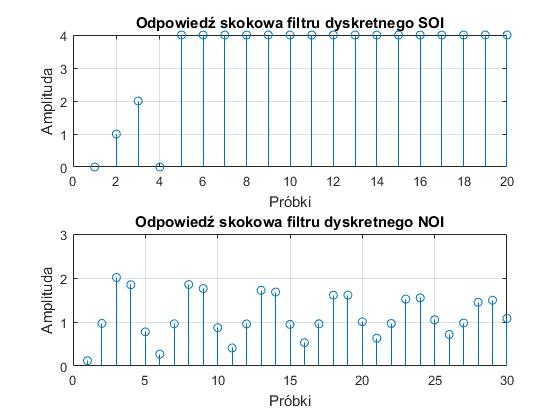 Odpowiedź skokowa filtru dyskretnego SOI
4
3
2
1
0
Amplituda
0 2 4 6 8 10 12 14 16 18 20
Próbki
Odpowiedź skokowa filtru dyskretnego NOI
3
2
1
0
Amplituda
0 5 10 15 20 25 30
Próbki